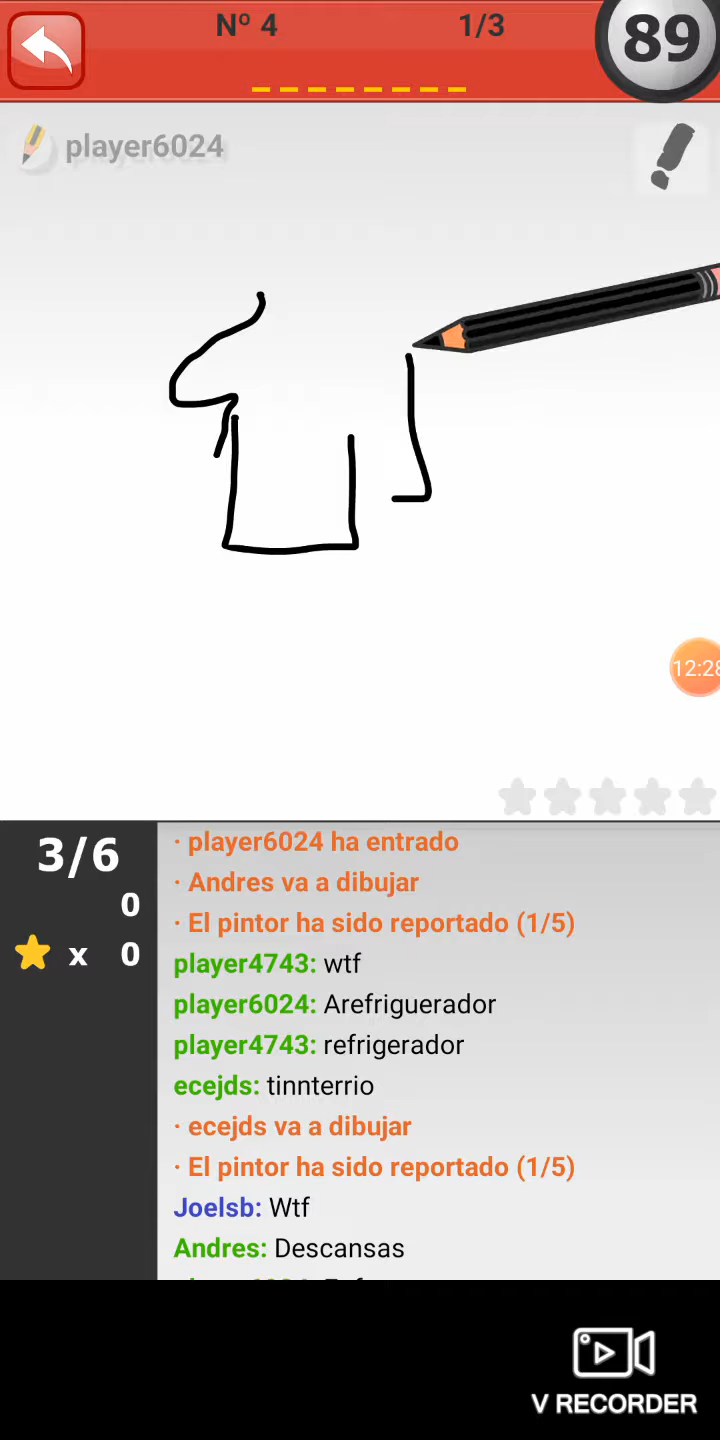 Nº 4
1/3
89
player6024
12:28
3/6
0
x 0
· player6024 ha entrado
· Andres va a dibujar
· El pintor ha sido reportado (1/5)
player4743: wtf
player6024: Arefriguerador
player4743: refrigerador
ecejds: tinnterrio
· ecejds va a dibujar
· El pintor ha sido reportado (1/5)
Joelsb: Wtf
Andres: Descansas
V RECORDER